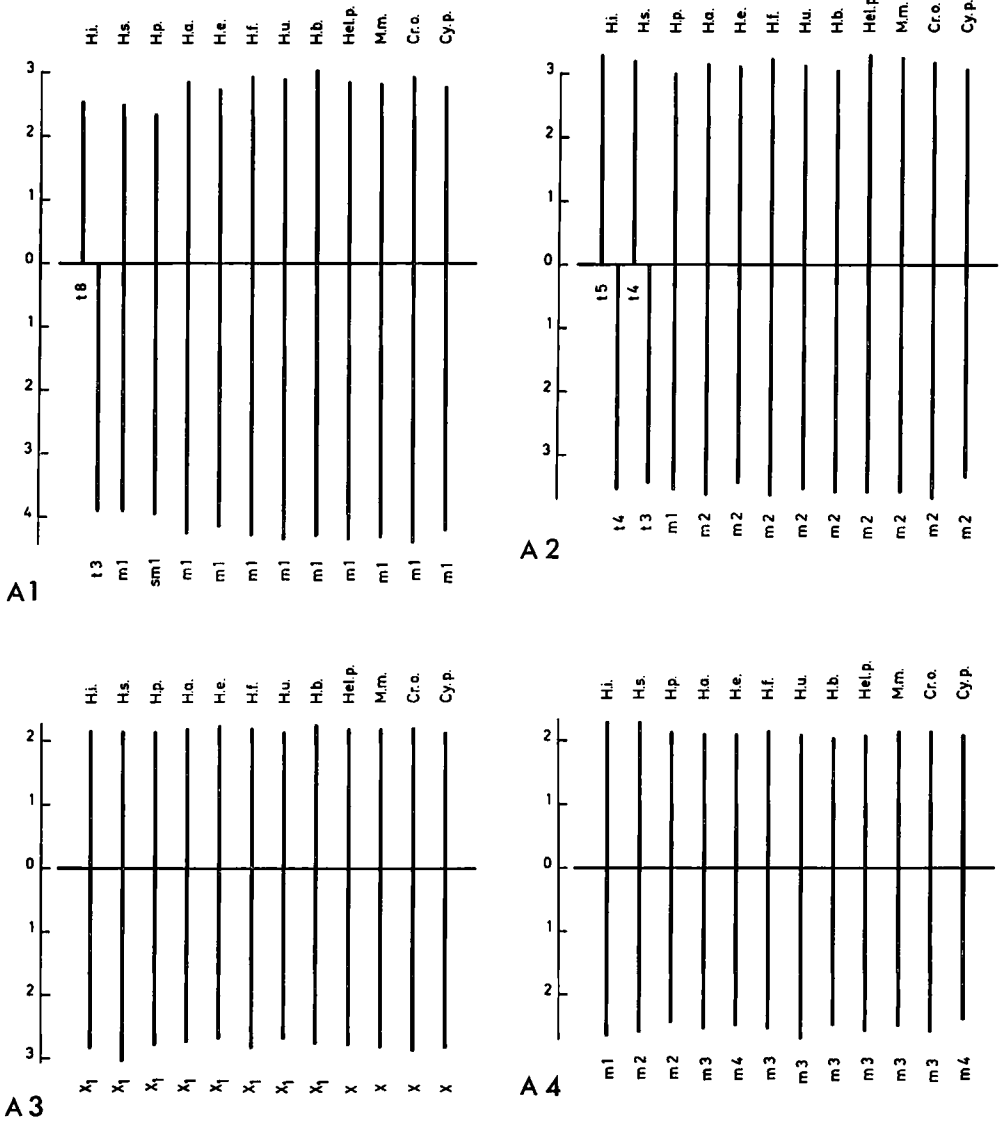 H.i. H.s. H.p. H.a. H.e. H.f. H.u. H.b. Hel.p. M.m. Cr.o. Cy.p.
3
2
1
0
t8
1
2
3
4
t3 m1 sm1 m1 m1 m1 m1 m1 m1 m1 m1 m1
A1
H.i. H.s. H.p. H.a. H.e. H.f. H.u. H.b. Hel.p. M.m. Cr.o. Cy.p.
3
2
1
0
t5 t4
1
2
3
t4 t3 m1 m2 m2 m2 m2 m2 m2 m2 m2 m2
A2
H.i. H.s. H.p. H.a. H.e. H.f. H.u. H.b. Hel.p. M.m. Cr.o. Cy.p.
2
1
0
1
2
3
X1 X1 X1 X1 X1 X1 X1 X1 X X X X
A3
H.i. H.s. H.p. H.a. H.e. H.f. H.u. H.b. Hel.p. M.m. Cr.o. Cy.p.
2
1
0
1
2
m1 m2 m2 m3 m4 m3 m3 m3 m3 m3 m3 m4
A4